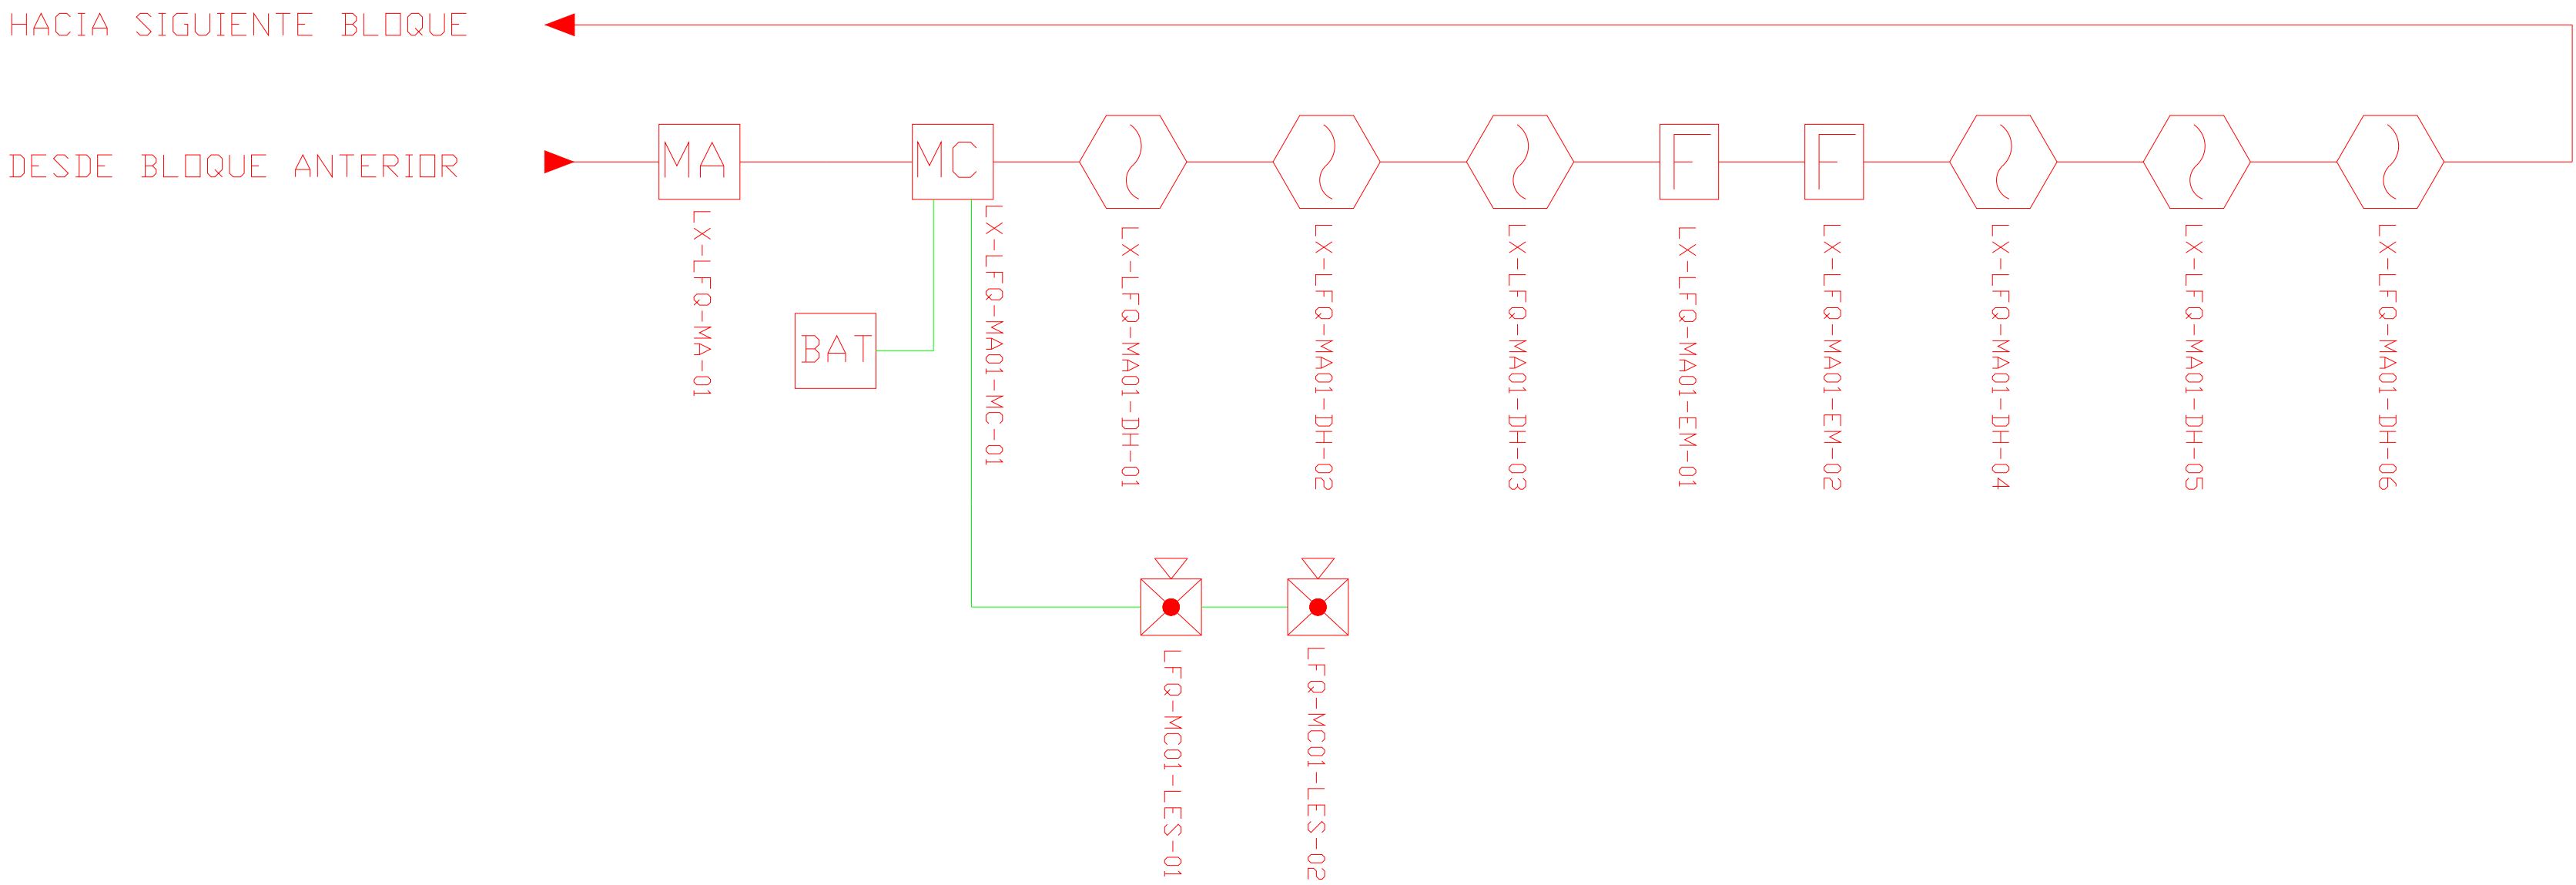 HACIA SIGUIENTE BLOQUE
DESDE BLOQUE ANTERIOR
MA
MC
F
F
LX-LFQ-MA-01
LX-LFQ-MA01-MC-01
LX-LFQ-MA01-DH-01
LX-LFQ-MA01-DH-02
LX-LFQ-MA01-DH-03
LX-LFQ-MA01-EM-01
LX-LFQ-MA01-EM-02
LX-LFQ-MA01-DH-04
LX-LFQ-MA01-DH-05
LX-LFQ-MA01-DH-06
BAT
LFQ-MC01-LES-01
LFQ-MC01-LES-02